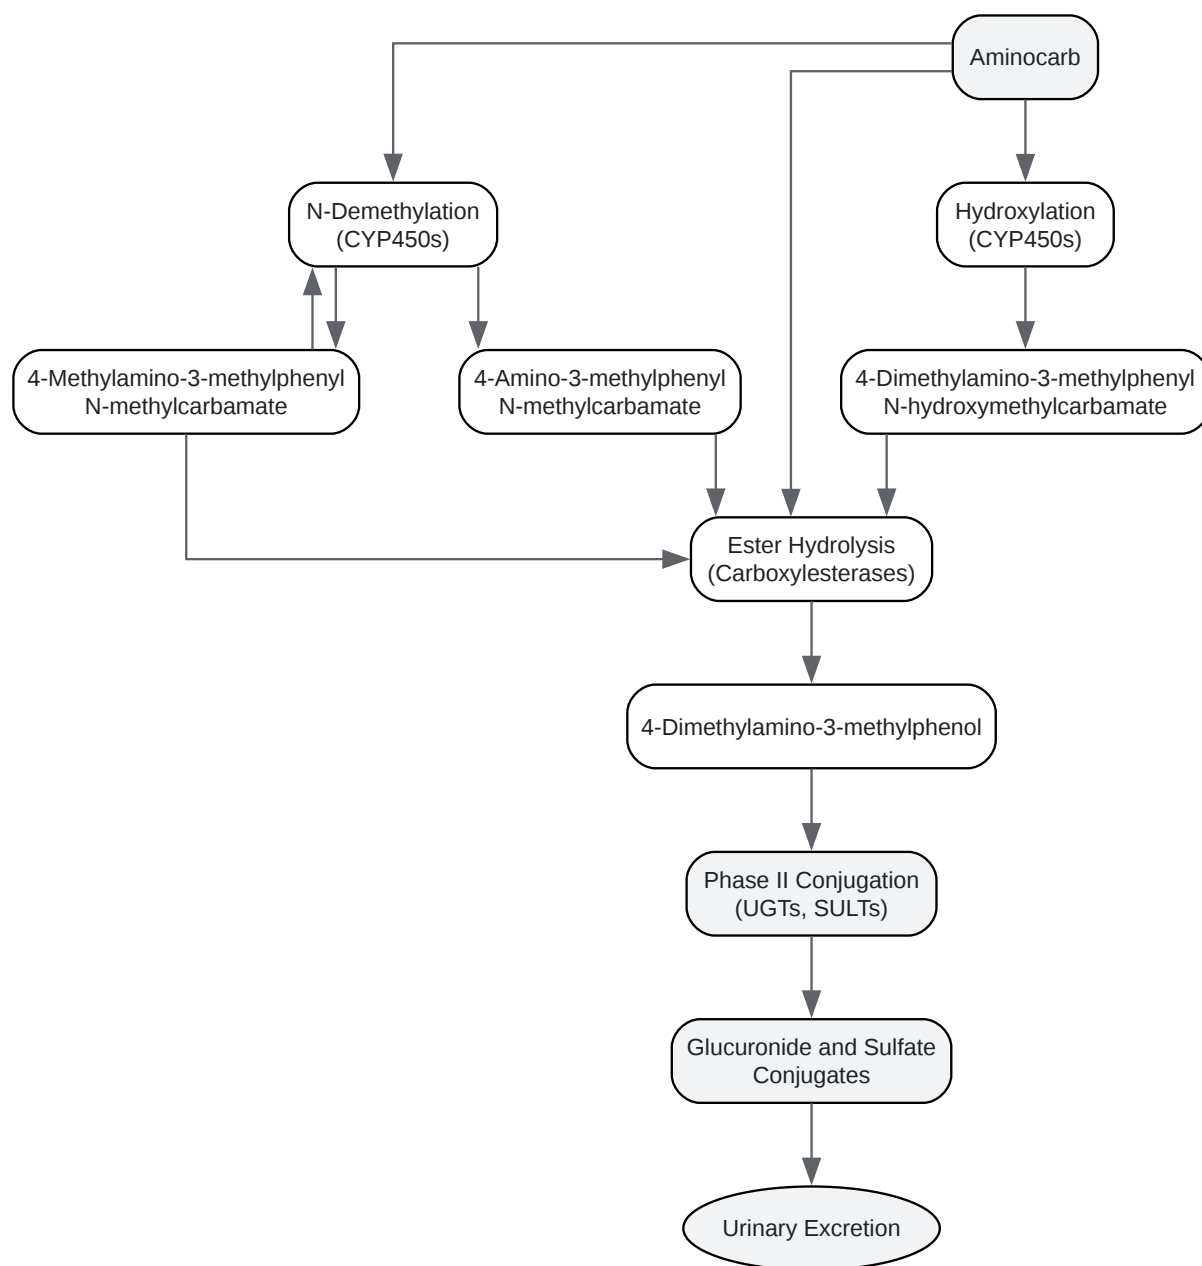 Aminocarb
N-Demethylation
(CYP450s)
Hydroxylation
(CYP450s)
4-Methylamino-3-methylphenyl
N-methylcarbamate
4-Amino-3-methylphenyl
N-methylcarbamate
4-Dimethylamino-3-methylphenyl
N-hydroxymethylcarbamate
Ester Hydrolysis
(Carboxylesterases)
4-Dimethylamino-3-methylphenol
Phase II Conjugation
(UGTs, SULTs)
Glucuronide and Sulfate
Conjugates
Urinary Excretion